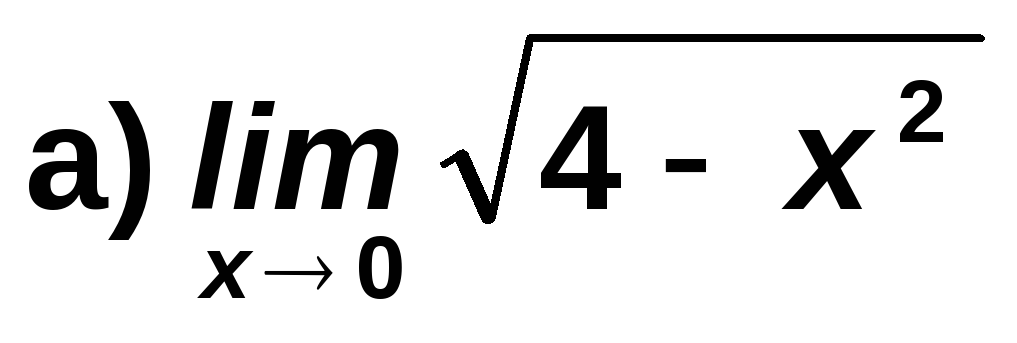 a) lim √4 - x²
x → 0